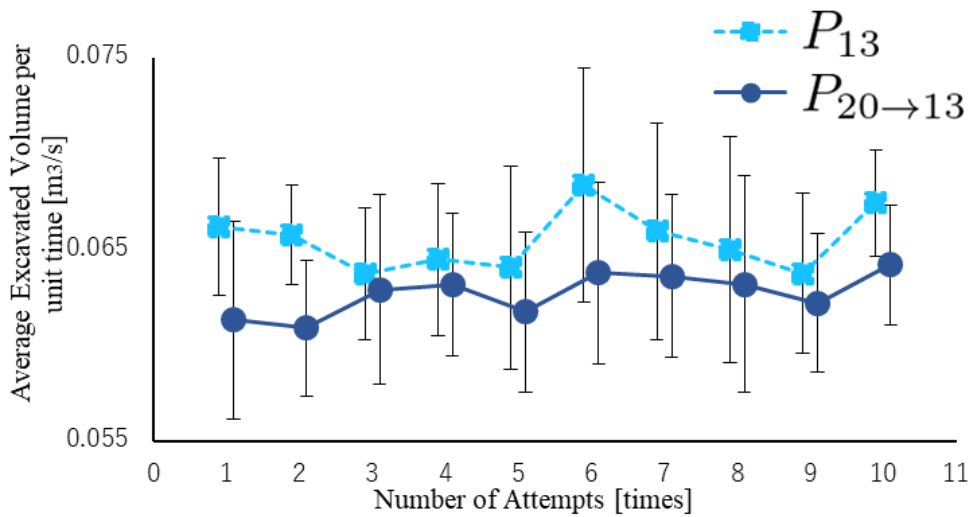 Average Excavated Volume per
unit time [m3/s]
0.075
0.065
0.055
P13
P20→13
0 1 2 3 4 5 6 7 8 9 10 11
Number of Attempts [times]